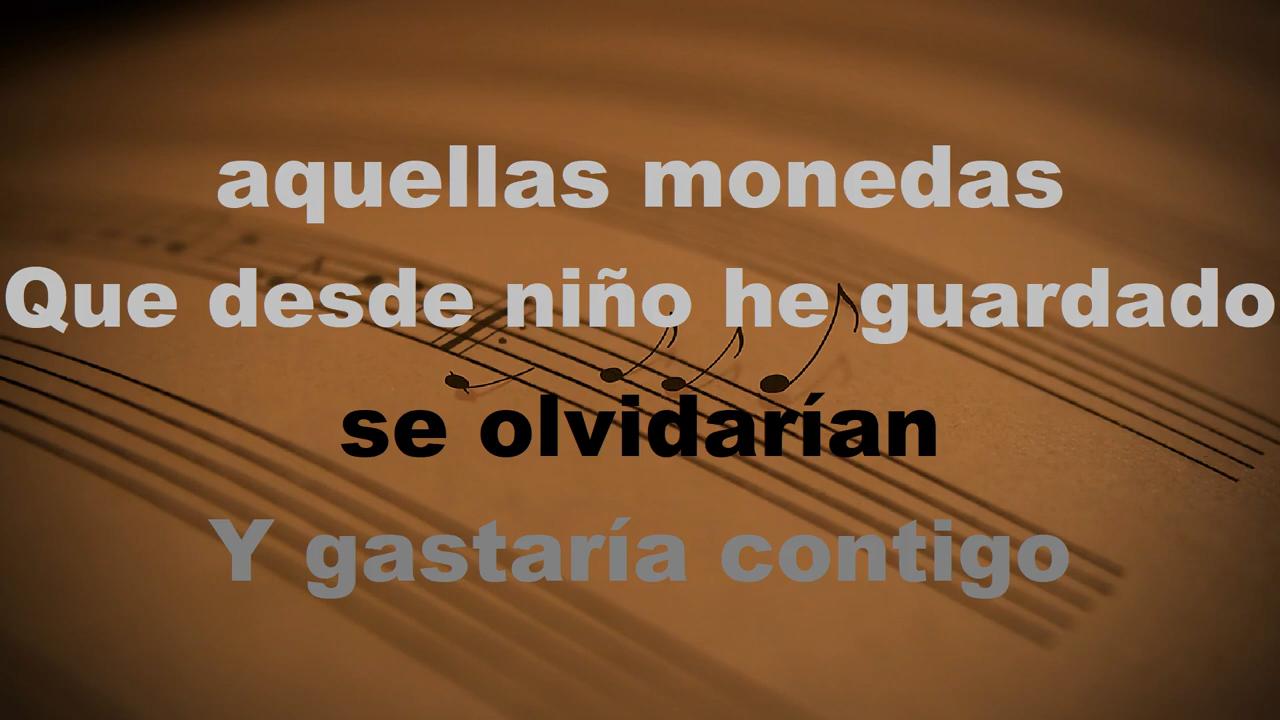 aquellas monedas
Que desde niño he guardado
se olvidarían
Y gastaría contigo